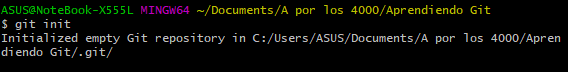 ASUS@NoteBook-X555L MINGW64 ~/Documents/A por los 4000/Aprendiendo Git
$ git init
Initialized empty Git repository in C:/Users/ASUS/Documents/A por los 4000/Apren
diendo Git/.git/